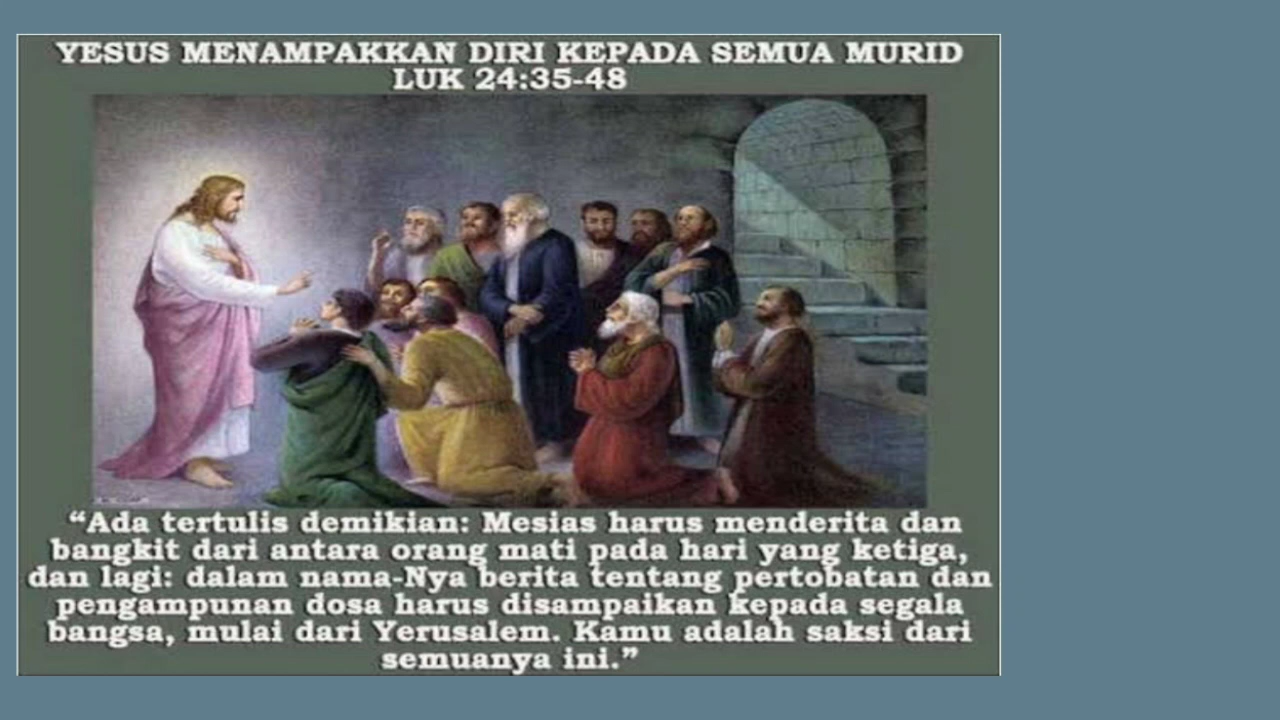 YESUS MENAMPAKKAN DIRI KEPADA SEMUA MURID
LUK 24:35-48
“Ada tertulis demikian: Mesias harus menderita dan
bangkit dari antara orang mati pada hari yang ketiga,
dan lagi: dalam nama-Nya berita tentang pertobatan dan
pengampunan dosa harus disampaikan kepada segala
bangsa, mulai dari Yerusalem. Kamu adalah saksi dari
semuanya ini.”